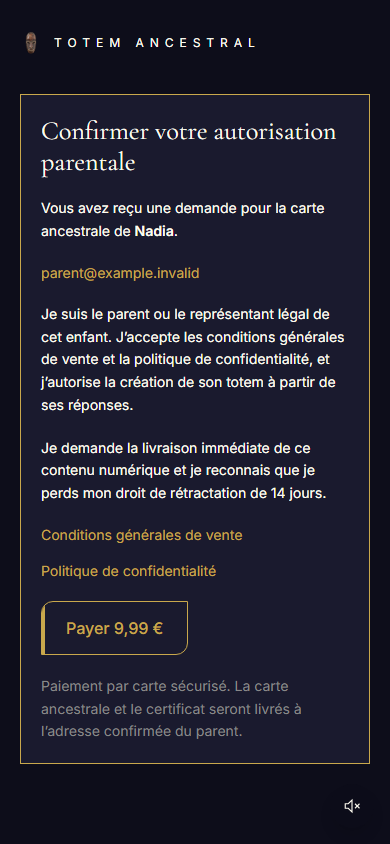 TOTEM ANCESTRAL
Confirmer votre autorisation
parentale
Vous avez reçu une demande pour la carte
ancestrale de Nadia.
parent@example.invalid
Je suis le parent ou le représentant légal de
cet enfant. J’accepte les conditions générales
de vente et la politique de confidentialité, et
j’autorise la création de son totem à partir de
ses réponses.
Je demande la livraison immédiate de ce
contenu numérique et je reconnais que je
perds mon droit de rétractation de 14 jours.
Conditions générales de vente
Politique de confidentialité
Payer 9,99 €
Paiement par carte sécurisé. La carte
ancestrale et le certificat seront livrés à
l’adresse confirmée du parent.